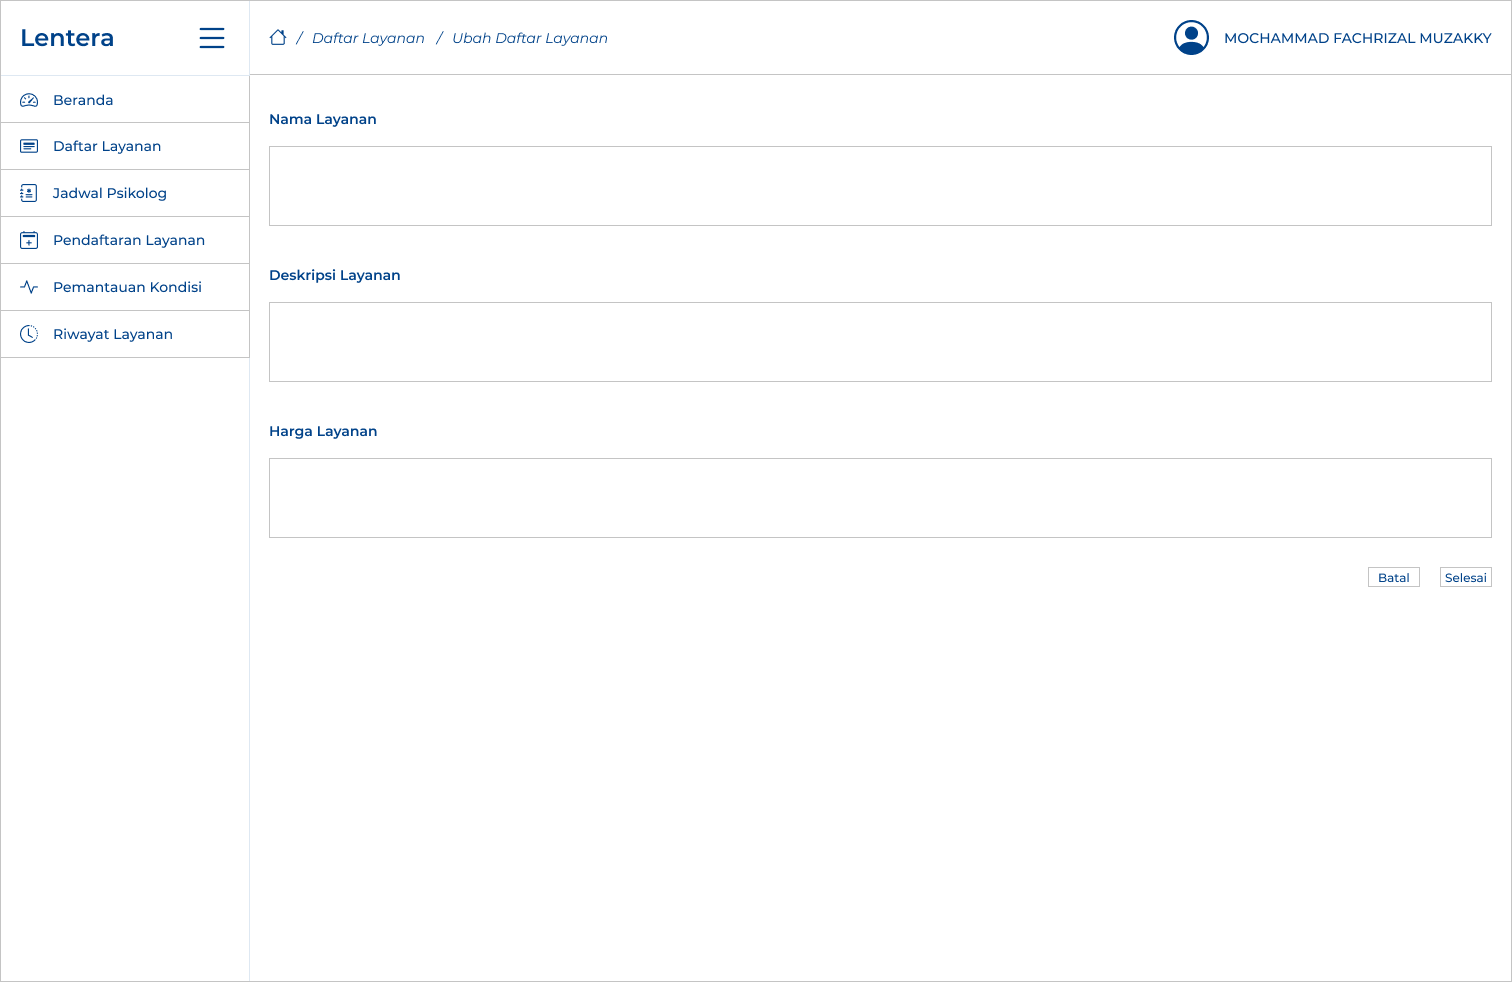 Lentera
/ Daftar Layanan / Ubah Daftar Layanan
MOCHAMMAD FACHRIZAL MUZAKKY
Beranda
Daftar Layanan
Jadwal Psikolog
Pendaftaran Layanan
Pemantauan Kondisi
Riwayat Layanan
Nama Layanan
Deskripsi Layanan
Harga Layanan
Batal
Selesai